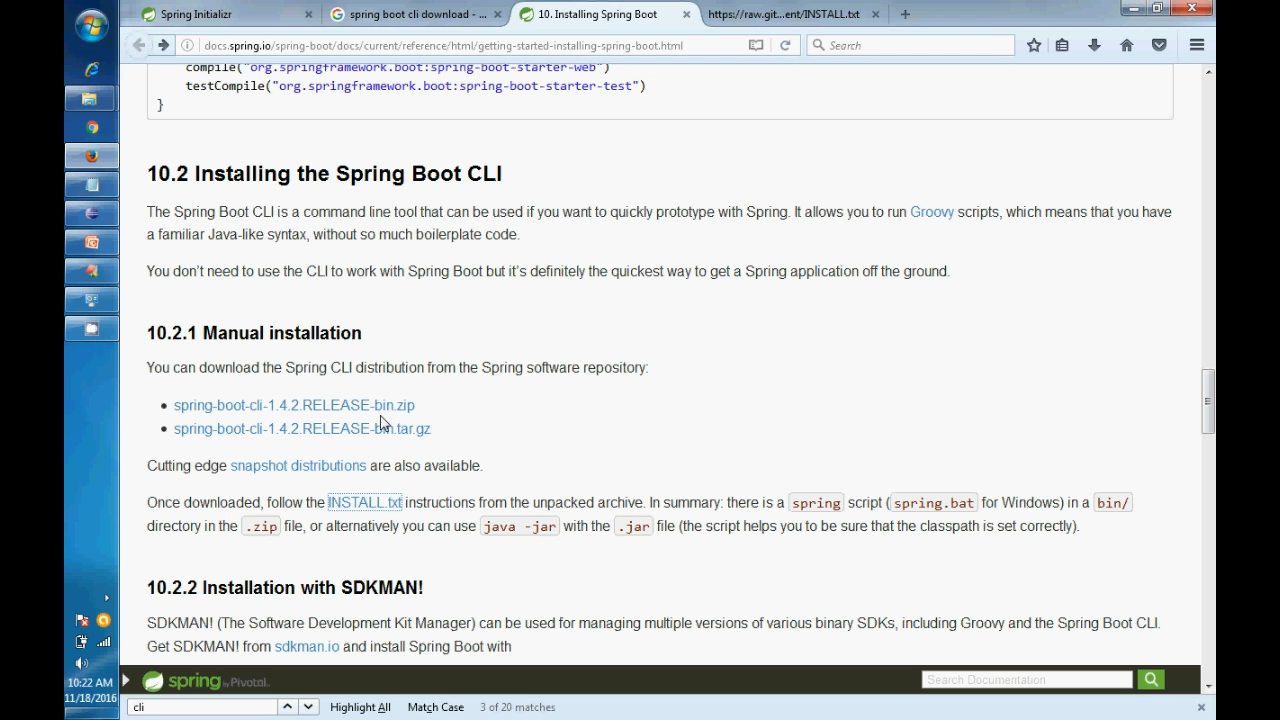 Spring Initializr
spring boot cli download - ...
10. Installing Spring Boot
https://raw.git...ent/INSTALL.txt
docs.spring.io/spring-boot/docs/current/reference/html/getting-started-installing-spring-boot.html
Search
compile("org.springframework.boot:spring-boot-starter-web")
testCompile("org.springframework.boot:spring-boot-starter-test")
}
10.2 Installing the Spring Boot CLI
The Spring Boot CLI is a command line tool that can be used if you want to quickly prototype with Spring. It allows you to run Groovy scripts, which means that you have
a familiar Java-like syntax, without so much boilerplate code.
You don't need to use the CLI to work with Spring Boot but it's definitely the quickest way to get a Spring application off the ground.
10.2.1 Manual installation
You can download the Spring CLI distribution from the Spring software repository:
• spring-boot-cli-1.4.2.RELEASE-bin.zip
• spring-boot-cli-1.4.2.RELEASE-bin.tar.gz
Cutting edge snapshot distributions are also available.
Once downloaded, follow the INSTALL.txt instructions from the unpacked archive. In summary: there is a spring script (spring.bat for Windows) in a bin/
directory in the .zip file, or alternatively you can use java -jar with the .jar file (the script helps you to be sure that the classpath is set correctly).
10.2.2 Installation with SDKMAN!
SDKMAN! (The Software Development Kit Manager) can be used for managing multiple versions of various binary SDKs, including Groovy and the Spring Boot CLI.
Get SDKMAN! from sdkman.io and install Spring Boot with
spring by Pivotal.
Search Documentation
10:22 AM
11/18/2016
cli
Highlight All
Match Case
3 of 20 matches